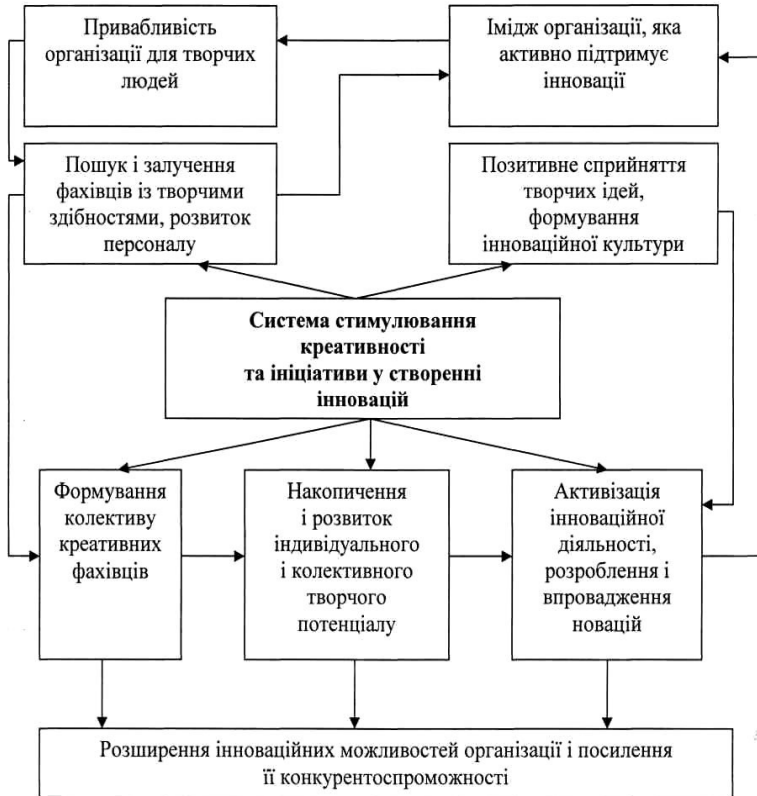 Привабливість
організації для творчих
людей
Імідж організації, яка
активно підтримує
інновації
Пошук і залучення
фахівців із творчими
здібностями, розвиток
персоналу
Позитивне сприйняття
творчих ідей,
формування
інноваційної культури
Система стимулювання
креативності
та ініціативи у створенні
інновацій
Формування
колективу
креативних
фахівців
Накопичення
і розвиток
індивідуального
і колективного
творчого
потенціалу
Активізація
інноваційної
діяльності,
розроблення і
впровадження
новацій
Розширення інноваційних можливостей організації і посилення
її конкурентоспроможності